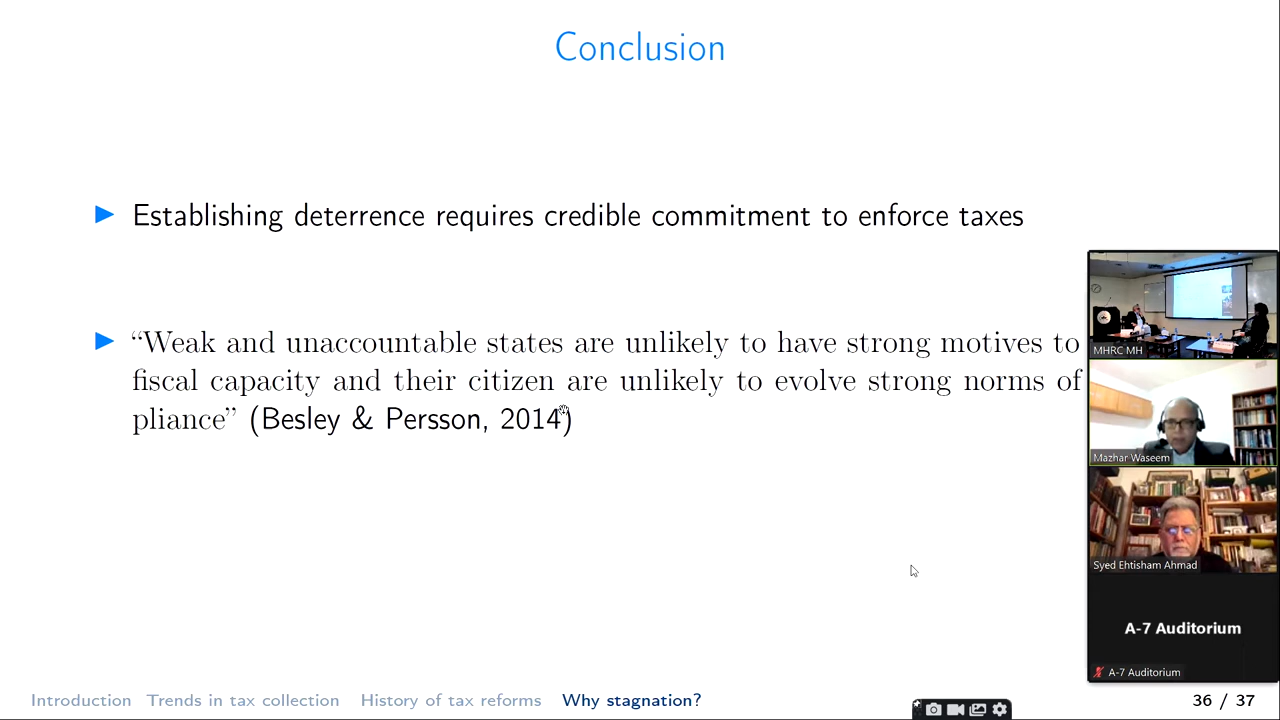 Conclusion
Establishing deterrence requires credible commitment to enforce taxes
“Weak and unaccountable states are unlikely to have strong motives to
fiscal capacity and their citizen are unlikely to evolve strong norms of
pliance” (Besley & Persson, 2014)
MHRC MH
Mazhar Waseem
Syed Ehtisham Ahmad
A-7 Auditorium
A-7 Auditorium
Introduction Trends in tax collection History of tax reforms Why stagnation? 36 / 37